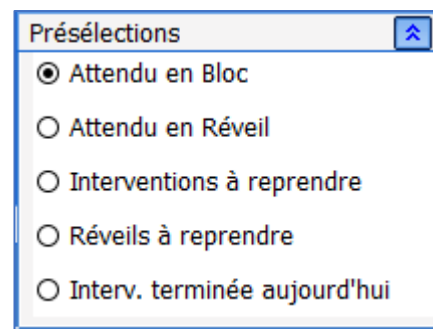 Présélections
Attendu en Bloc
Attendu en Réveil
Interventions à reprendre
Réveils à reprendre
Interv. terminée aujourd'hui